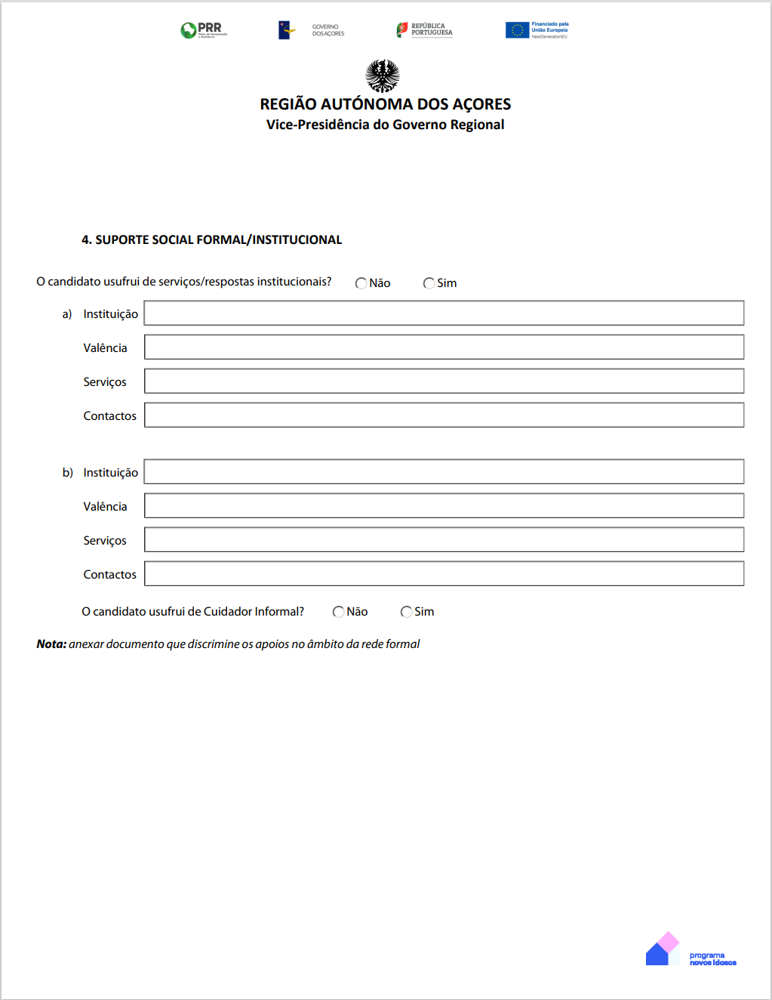 PRR
Plano de Recuperação
e Resiliência
GOVERNO
DOS AÇORES
REPÚBLICA
PORTUGUESA
Financiado pela
União Europeia
NextGenerationEU
REGIÃO AUTÓNOMA DOS AÇORES
Vice-Presidência do Governo Regional
4. SUPORTE SOCIAL FORMAL/INSTITUCIONAL
O candidato usufrui de serviços/respostas institucionais? Não Sim
a) Instituição
Valência
Serviços
Contactos
b) Instituição
Valência
Serviços
Contactos
O candidato usufrui de Cuidador Informal? Não Sim
Nota: anexar documento que discrimine os apoios no âmbito da rede formal
programa
novos idosos